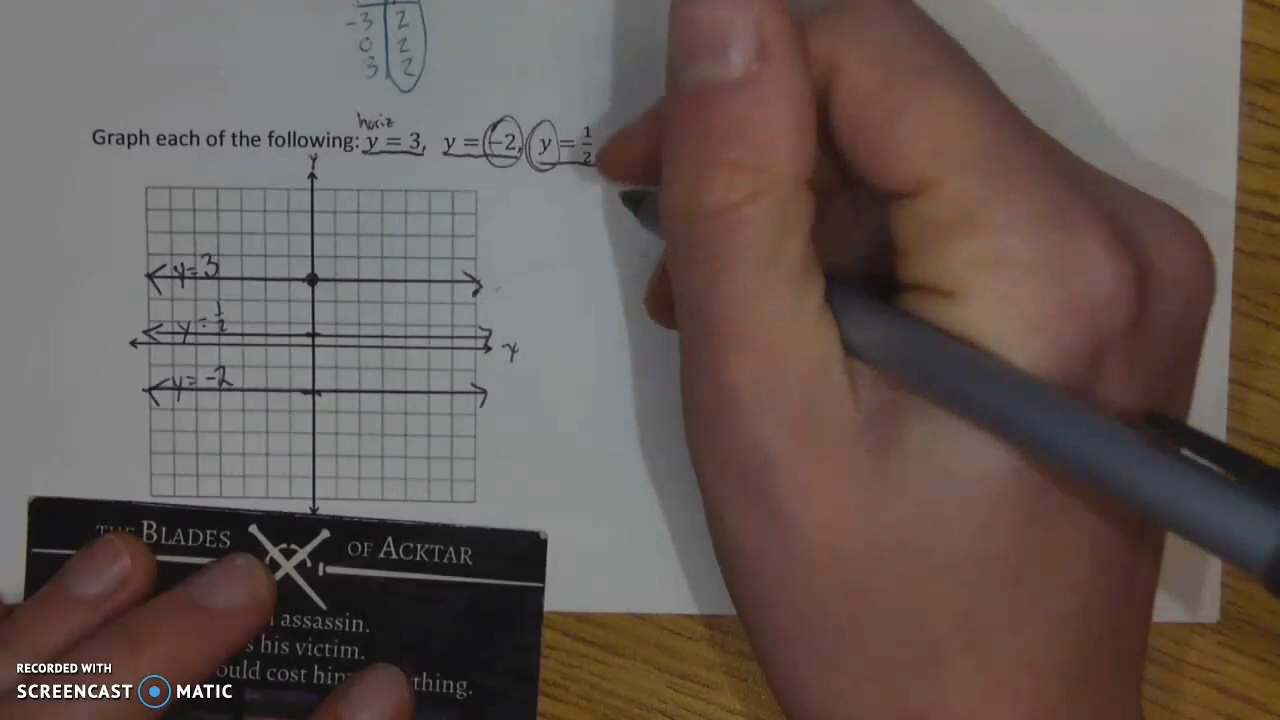 -3 2
0 2
3 2
horiz
Graph each of the following: y = 3, y = -2, y = 1/2
y
y=3
y=1/2
x
y=-2
THE BLADES OF ACKTAR
assassin.
s his victim.
ould cost him thing.
RECORDED WITH
SCREENCAST MATIC